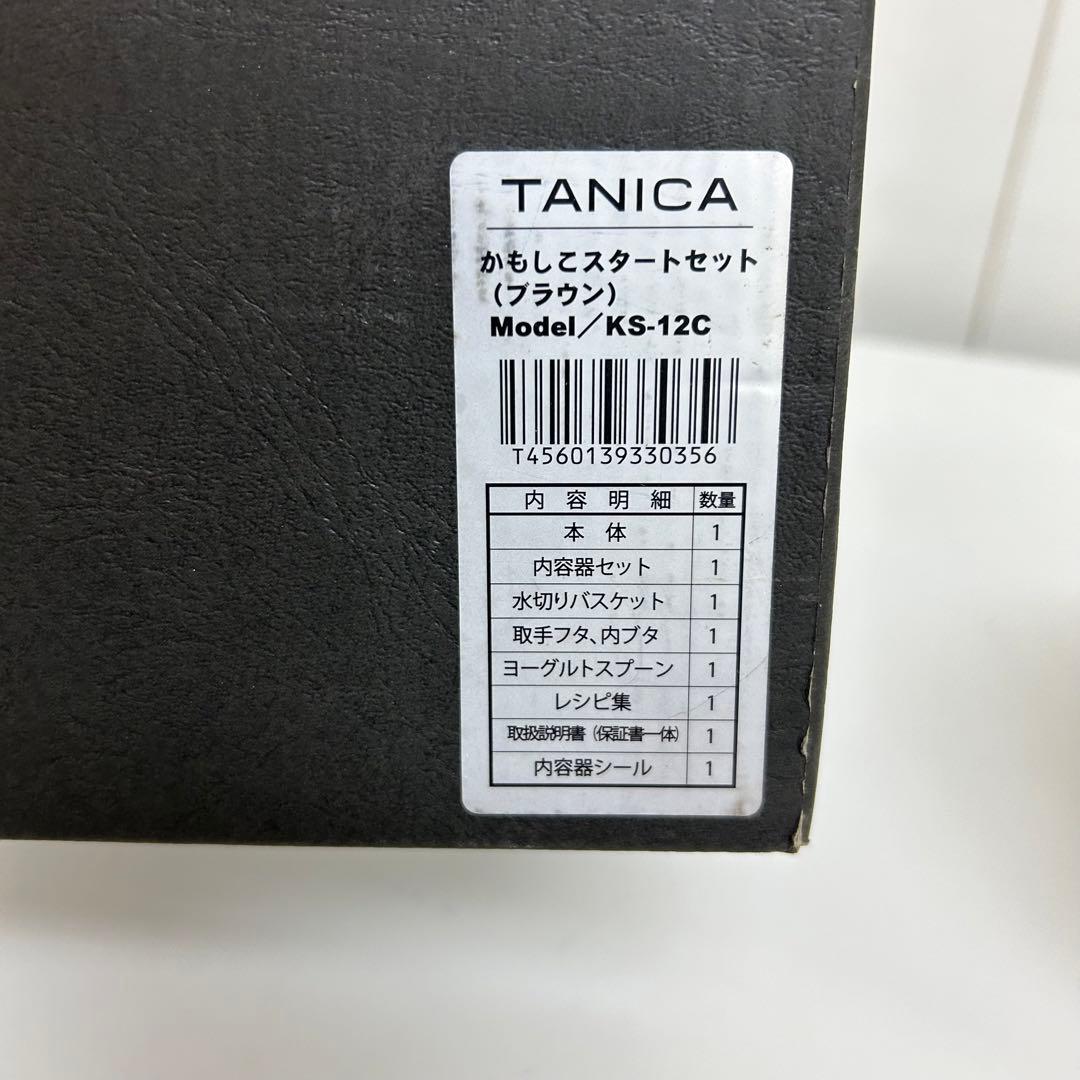 TANICA
かもしこスタートセット
（ブラウン）
Model／KS-12C
T4560139330356
内容明細 数量
本体 1
内容器セット 1
水切りバスケット 1
取手フタ、内ブタ 1
ヨーグルトスプーン 1
レシピ集 1
取扱説明書（保証書一体） 1
内容器シール 1